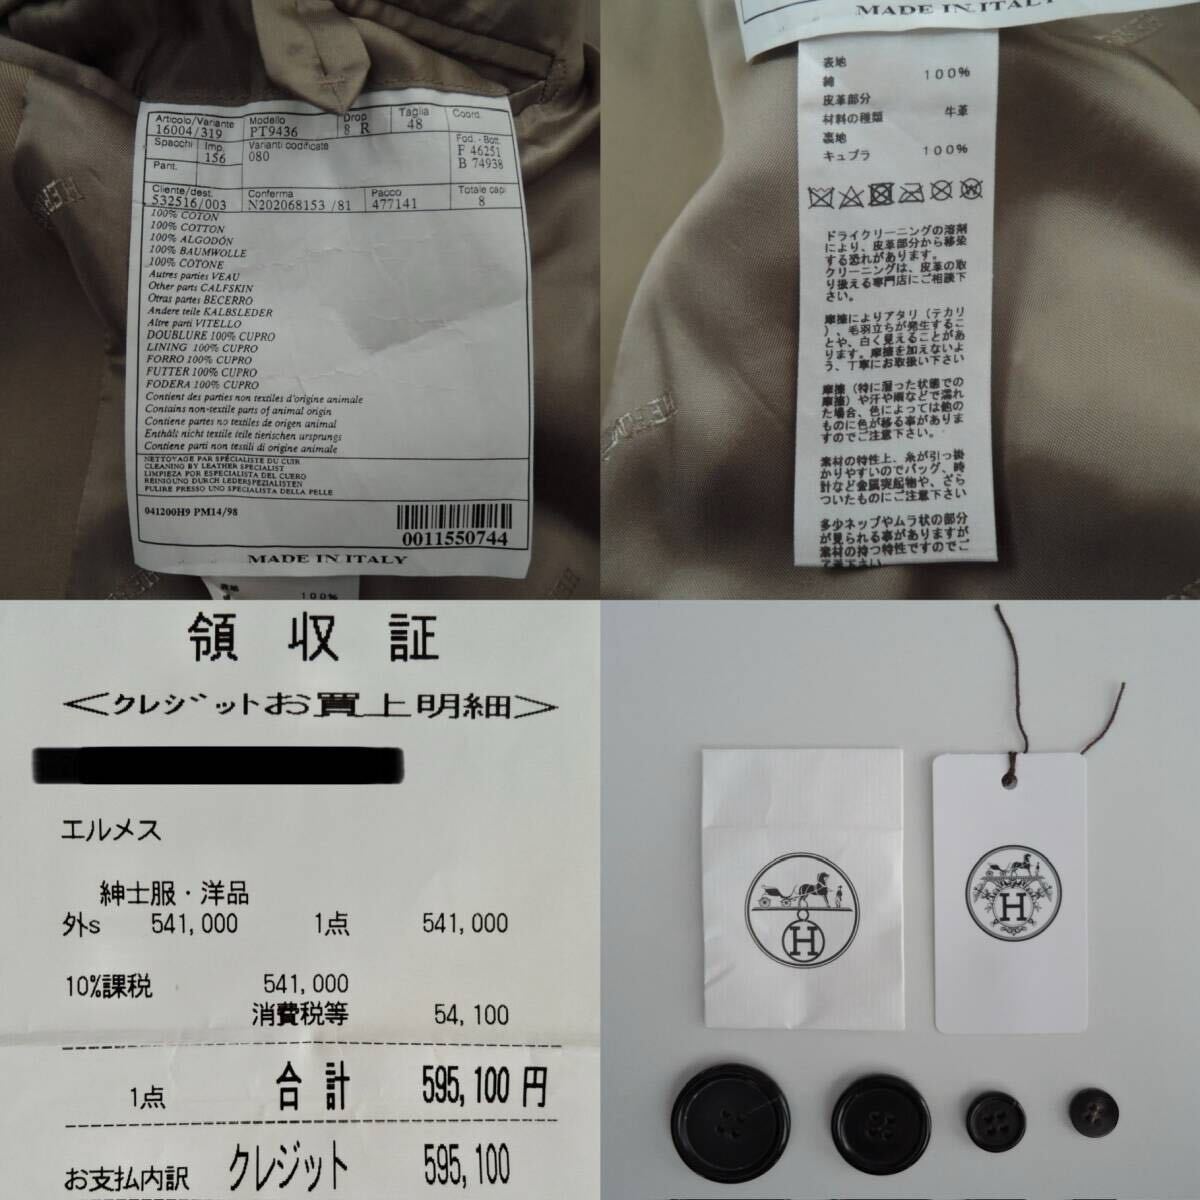 Articolo/Variante Modello Drop Taglia Coord.
16004/319 PT9436 8 R 48
Spacchi Imp. Varianti codificate Fod.-Bott.
156 080 F 46251
Pant. B 74938
Cliente/dest. Conferma Pacco Totale capi
532516/003 N202068153 /81 477141 8
100% COTON
100% COTTON
100% ALGODÓN
100% BAUMWOLLE
100% COTONE
Autres parties VEAU
Other parts CALFSKIN
Otras partes BECERRO
Andere teile KALBSLEDER
Altre parti VITELLO
DOUBLURE 100% CUPRO
LINING 100% CUPRO
FORRO 100% CUPRO
FUTTER 100% CUPRO
FODERA 100% CUPRO
Contient des parties non textiles d'origine animale
Contains non-textile parts of animal origin
Contiene partes no textiles de origen animal
Enthält nicht textile teile tierischen ursprungs
Contiene parti non tessili di origine animale
NETTOYAGE PAR SPÉCIALISTE DU CUIR
CLEANING BY LEATHER SPECIALIST
LIMPIEZA POR ESPECIALISTA DEL CUERO
REINIGUNG DURCH LEDERSPEZIALISTEN
PULIRE PRESSO UNO SPECIALISTA DELLA PELLE
041200H9 PM14/98
0011550744
MADE IN ITALY
100%
MADE IN ITALY
表地
綿 100%
皮革部分
材料の種類 牛革
裏地
キュプラ 100%
ドライクリーニングの溶剤
により、皮革部分から移染
する恐れがあります。
クリーニングは、皮革の取
り扱える専門店にご相談下
さい。
摩擦によりアタリ(テカリ
)、毛羽立ちが発生するこ
とや、白く見えることがあ
ります。摩擦を加えないよ
う、丁寧にお取扱い下さい
摩擦(特に湿った状態での
摩擦)や汗や雨などで濡れ
た場合、色によっては他の
ものに色が移る事がありま
すのでご注意下さい。
素材の特性上、糸が引っ掛
かりやすいのでバッグ、時
計など金属突起物や、ざら
ついたものにご注意下さい
多少ネップやムラ状の部分
が見られる事がありますが
素材の持つ特性ですのでご
了承下さい
領収証
<クレジットお買上明細>
エルメス
紳士服・洋品
外s 541,000 1点 541,000
10%課税 541,000
消費税等 54,100
1点 合計 595,100円
お支払内訳 クレジット 595,100
H
H